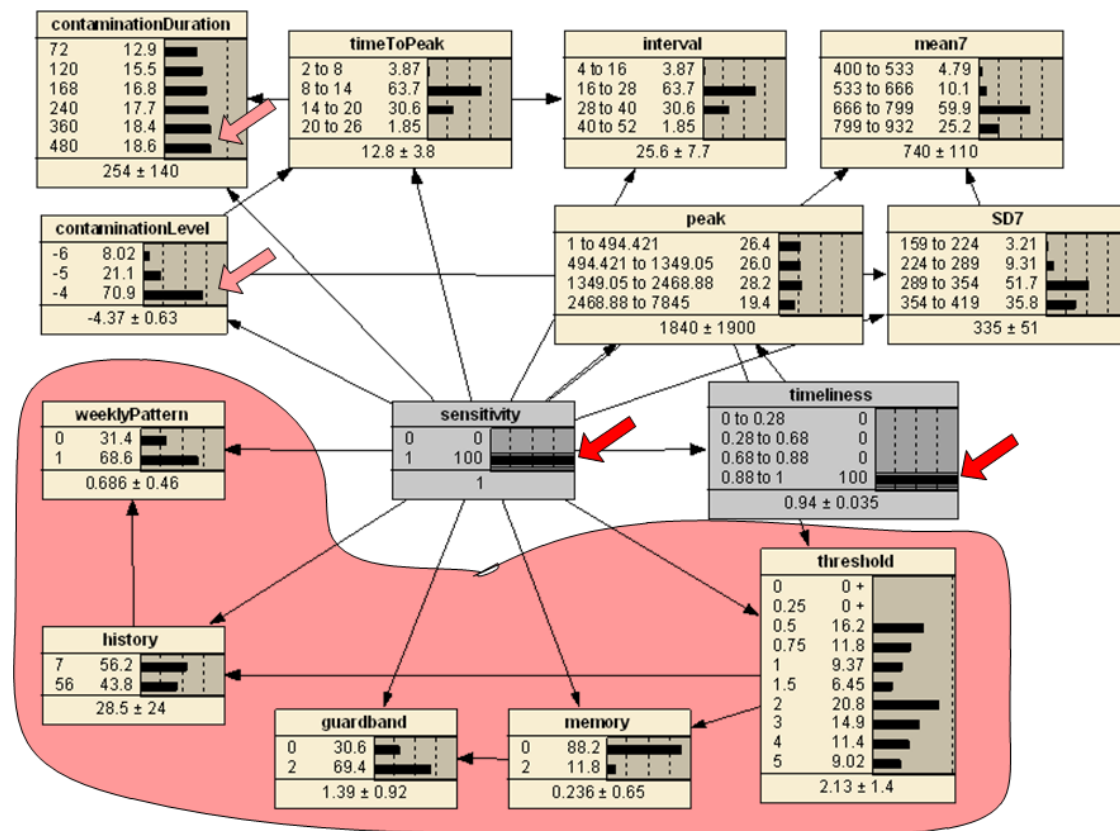 contaminationDuration
72 12.9
120 15.5
168 16.8
240 17.7
360 18.4
480 18.6
254 ± 140
timeToPeak
2 to 8 3.87
8 to 14 63.7
14 to 20 30.6
20 to 26 1.85
12.8 ± 3.8
interval
4 to 16 3.87
16 to 28 63.7
28 to 40 30.6
40 to 52 1.85
25.6 ± 7.7
mean7
400 to 533 4.79
533 to 666 10.1
666 to 799 59.9
799 to 932 25.2
740 ± 110
contaminationLevel
-6 8.02
-5 21.1
-4 70.9
-4.37 ± 0.63
peak
1 to 494.421 26.4
494.421 to 1349.05 26.0
1349.05 to 2468.88 28.2
2468.88 to 7845 19.4
1840 ± 1900
SD7
159 to 224 3.21
224 to 289 9.31
289 to 354 51.7
354 to 419 35.8
335 ± 51
weeklyPattern
0 31.4
1 68.6
0.686 ± 0.46
sensitivity
0 0
1 100
1
timeliness
0 to 0.28 0
0.28 to 0.68 0
0.68 to 0.88 0
0.88 to 1 100
0.94 ± 0.035
threshold
0 0 +
0.25 0 +
0.5 16.2
0.75 11.8
1 9.37
1.5 6.45
2 20.8
3 14.9
4 11.4
5 9.02
2.13 ± 1.4
history
7 56.2
56 43.8
28.5 ± 24
guardband
0 30.6
2 69.4
1.39 ± 0.92
memory
0 88.2
2 11.8
0.236 ± 0.65